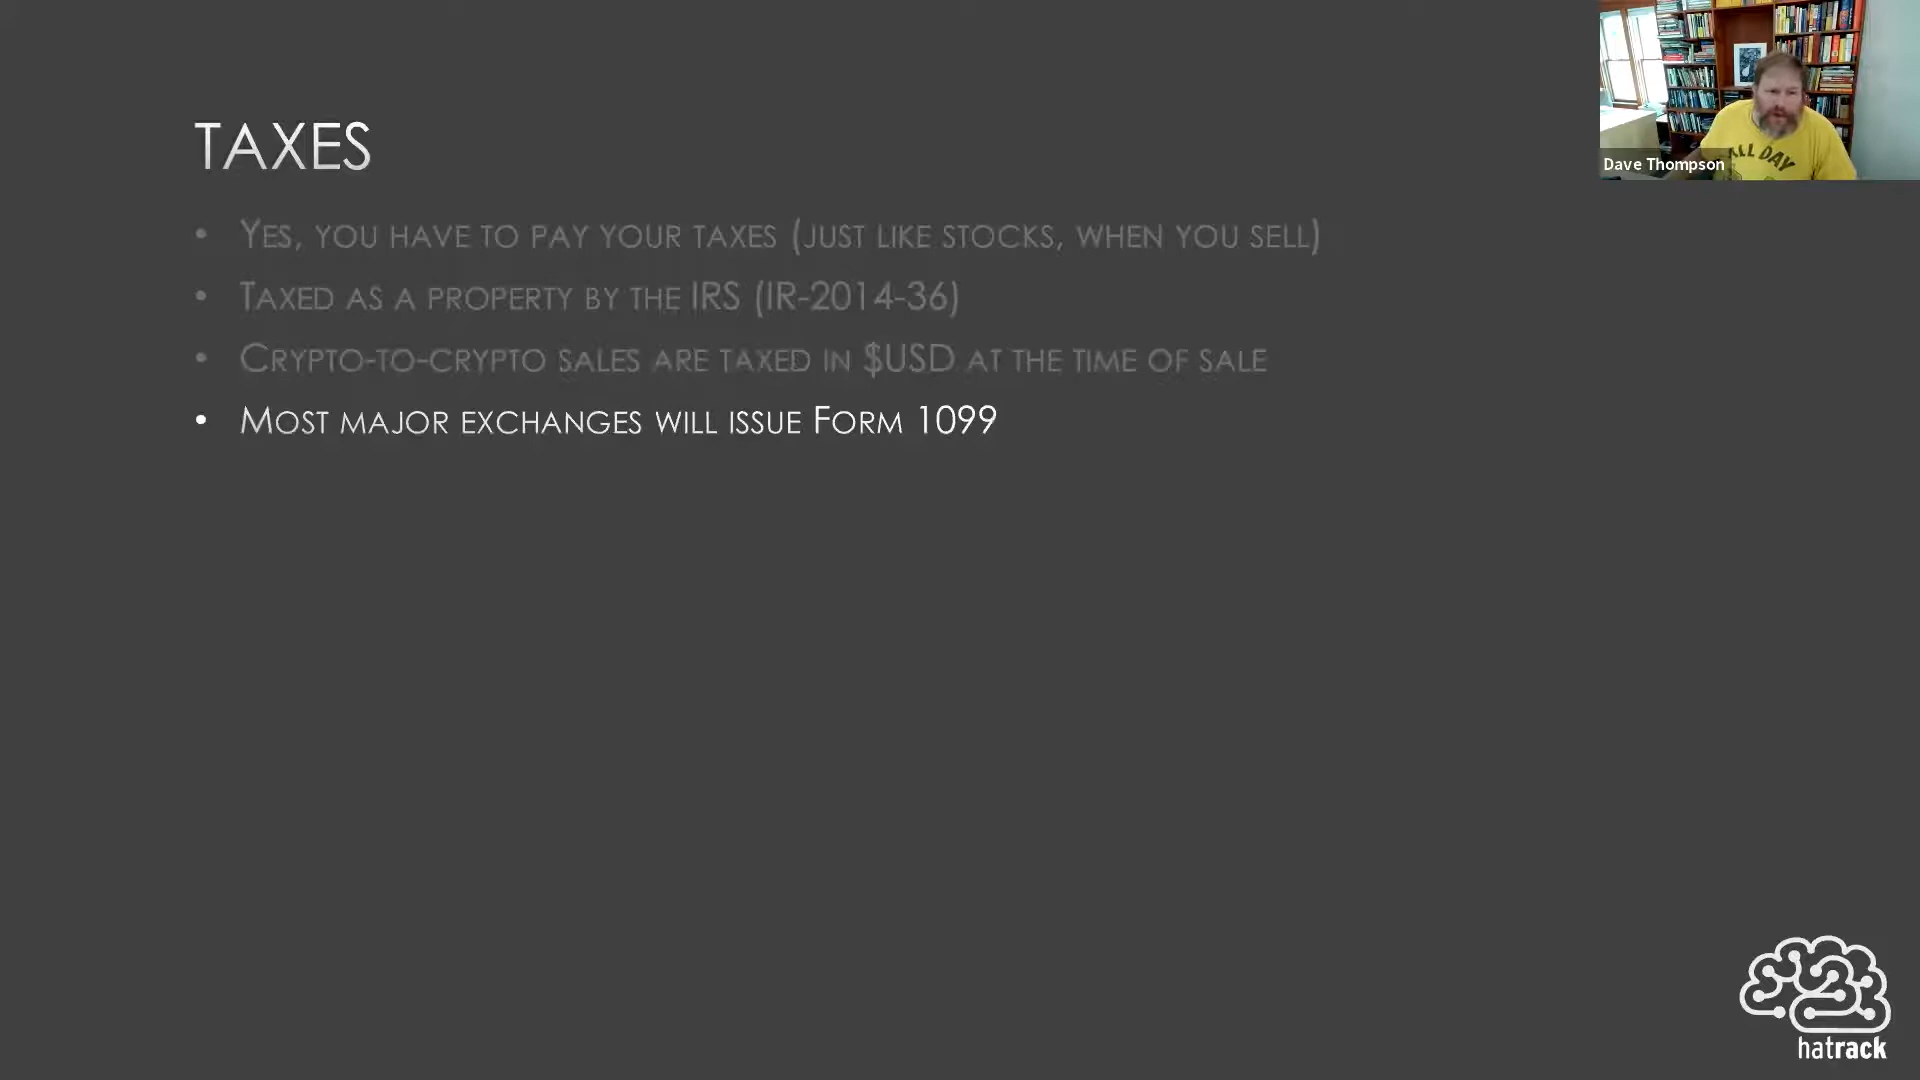 TAXES
• YES, YOU HAVE TO PAY YOUR TAXES (JUST LIKE STOCKS, WHEN YOU SELL)
• TAXED AS A PROPERTY BY THE IRS (IR-2014-36)
• CRYPTO-TO-CRYPTO SALES ARE TAXED IN $USD AT THE TIME OF SALE
• MOST MAJOR EXCHANGES WILL ISSUE FORM 1099
ALL DAY
Dave Thompson
hatrack